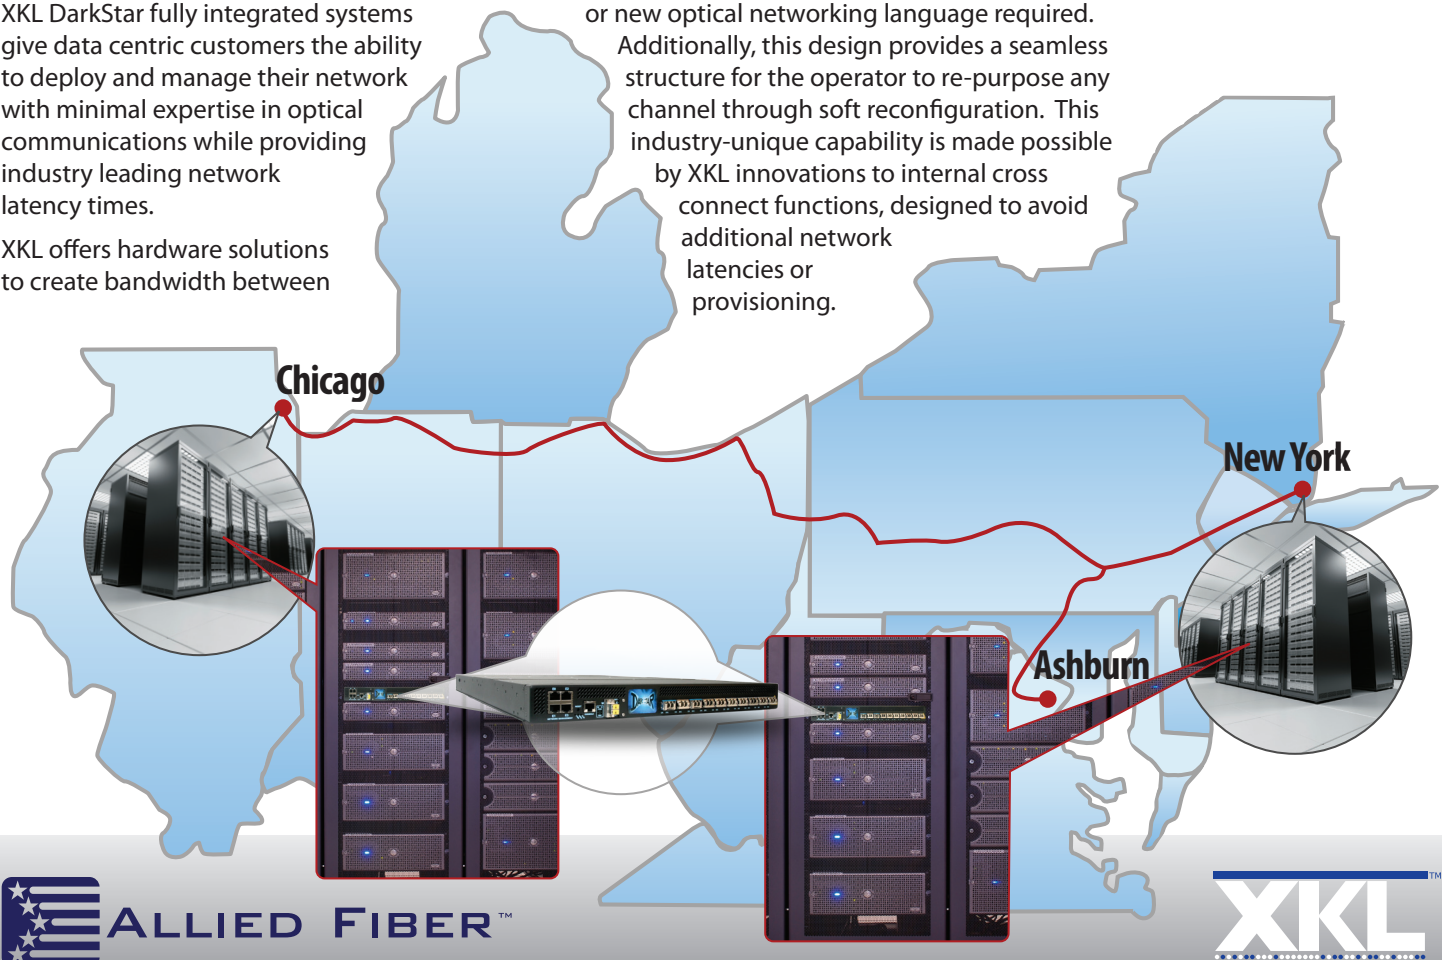 XKL DarkStar fully integrated systems
give data centric customers the ability
to deploy and manage their network
with minimal expertise in optical
communications while providing
industry leading network
latency times.
XKL offers hardware solutions
to create bandwidth between
or new optical networking language required.
Additionally, this design provides a seamless
structure for the operator to re-purpose any
channel through soft reconfiguration.  This
industry-unique capability is made possible
by XKL innovations to internal cross
connect functions, designed to avoid
additional network
latencies or
provisioning.
Chicago
New York
Ashburn
ALLIED FIBER™
XKL™